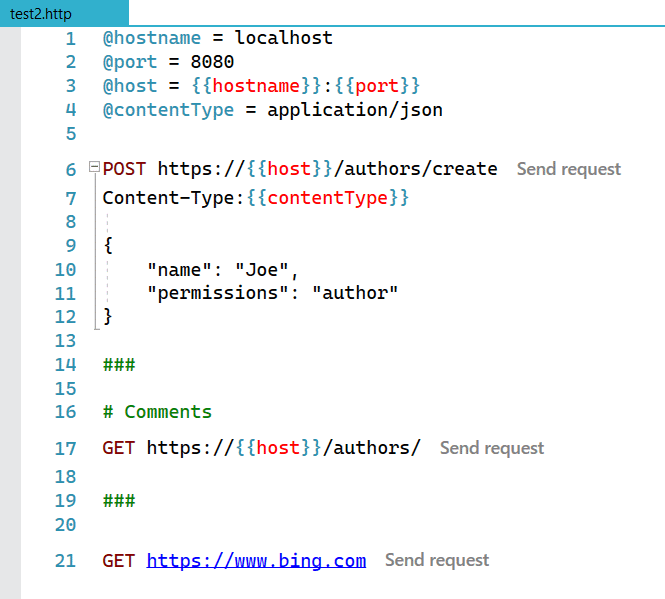 test2.http
1 @hostname = localhost
2 @port = 8080
3 @host = {{hostname}}:{{port}}
4 @contentType = application/json
5
6 POST https://{{host}}/authors/create Send request
7 Content-Type:{{contentType}}
8
9 {
10     "name": "Joe",
11     "permissions": "author"
12 }
13
14 ###
15
16 # Comments
17 GET https://{{host}}/authors/ Send request
18
19 ###
20
21 GET https://www.bing.com Send request